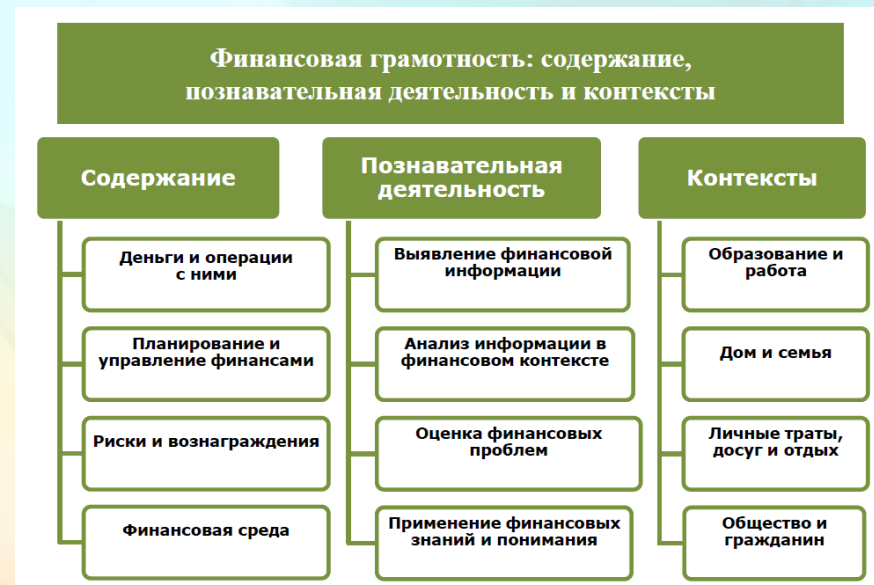 Финансовая грамотность: содержание,
познавательная деятельность и контексты
Содержание
Деньги и операции
с ними
Планирование и
управление финансами
Риски и вознаграждения
Финансовая среда
Познавательная
деятельность
Выявление финансовой
информации
Анализ информации в
финансовом контексте
Оценка финансовых
проблем
Применение финансовых
знаний и понимания
Контексты
Образование и
работа
Дом и семья
Личные траты,
досуг и отдых
Общество и
гражданин